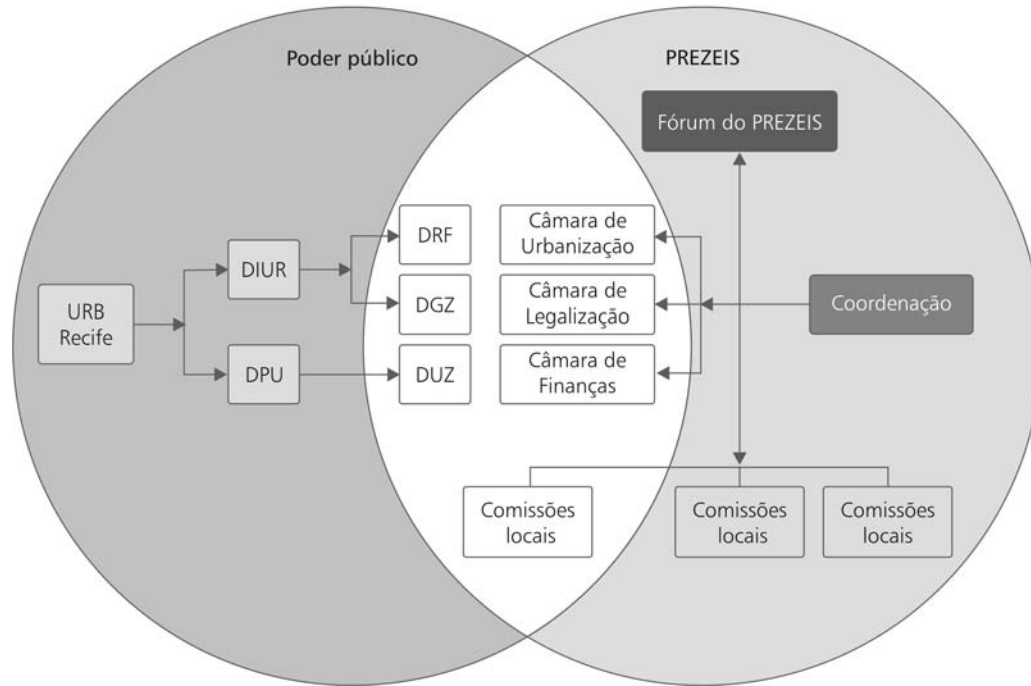 Poder público
PREZEIS
Fórum do PREZEIS
URB
Recife
DIUR
DPU
DRF
DGZ
DUZ
Câmara de
Urbanização
Câmara de
Legalização
Câmara de
Finanças
Coordenação
Comissões
locais
Comissões
locais
Comissões
locais